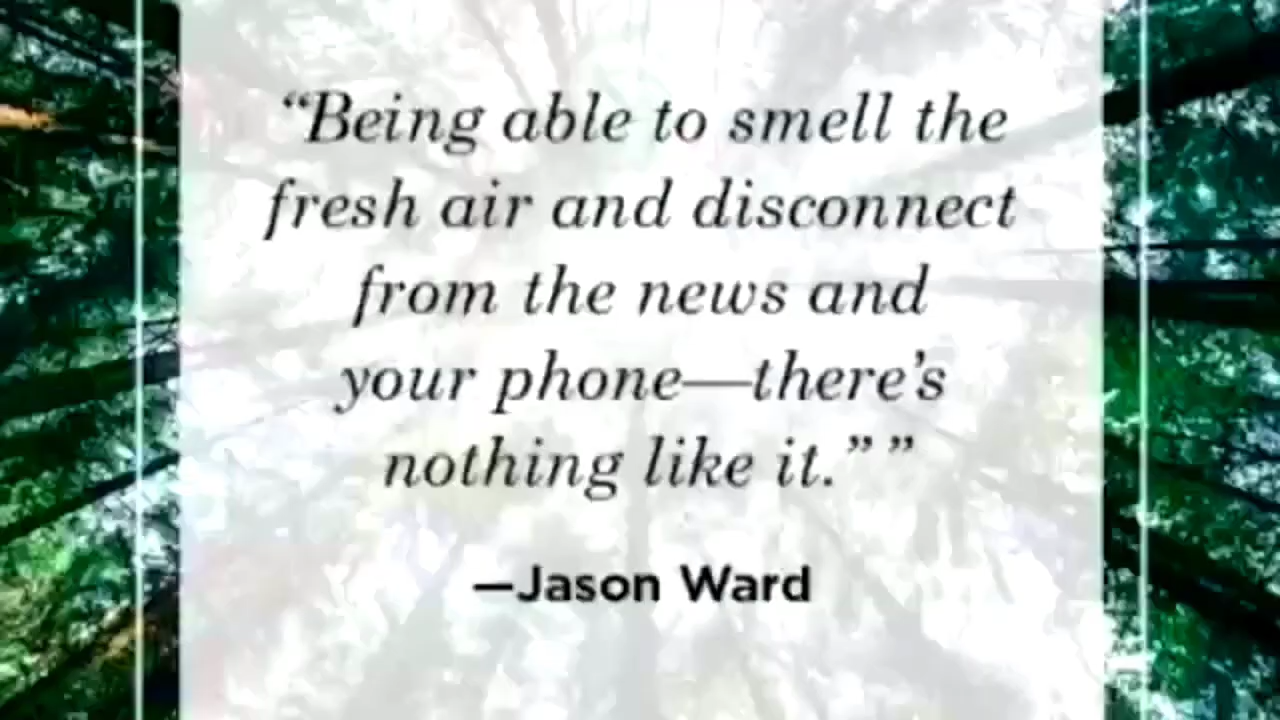 “Being able to smell the
fresh air and disconnect
from the news and
your phone—there’s
nothing like it.” ”
—Jason Ward